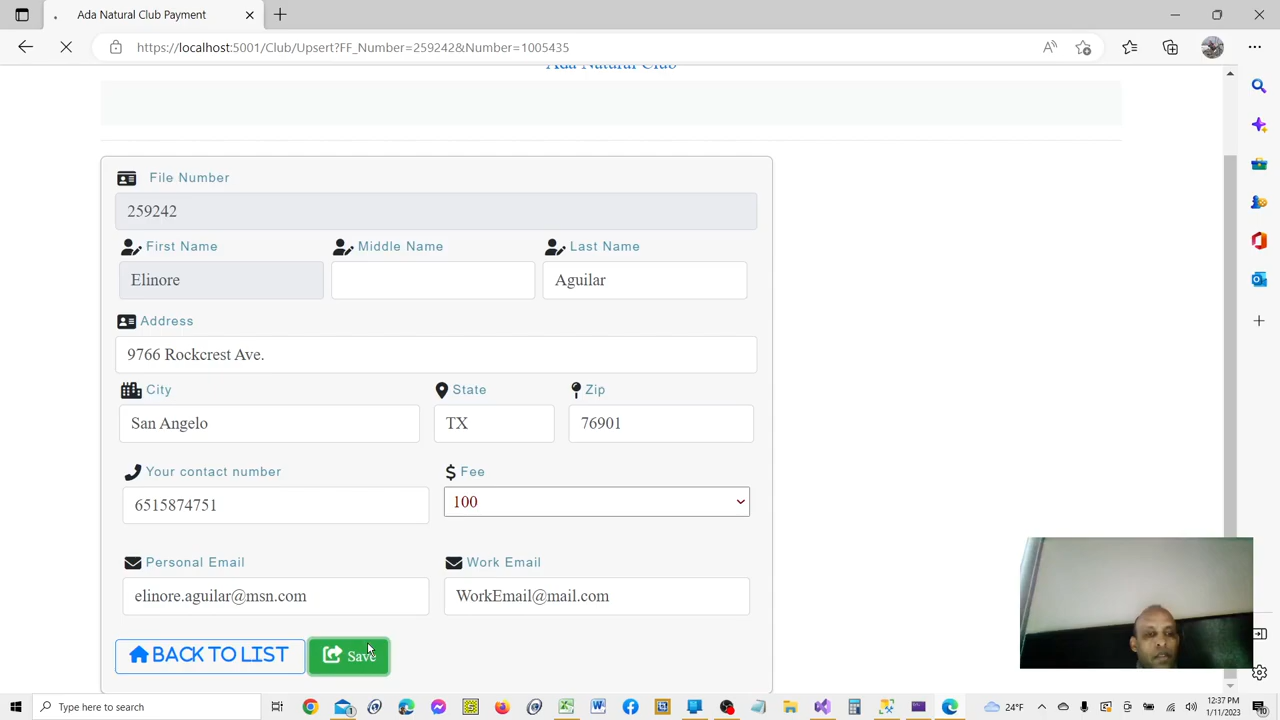 Ada Natural Club Payment
https://localhost:5001/Club/Upsert?FF_Number=259242&Number=1005435
Ada Natural Club
File Number
259242
First Name Middle Name Last Name
Elinore Aguilar
Address
9766 Rockcrest Ave.
City State Zip
San Angelo TX 76901
Your contact number Fee
6515874751 100
Personal Email Work Email
elinore.aguilar@msn.com WorkEmail@mail.com
BACK TO LIST Save
Type here to search
24°F
12:37 PM
1/11/2023